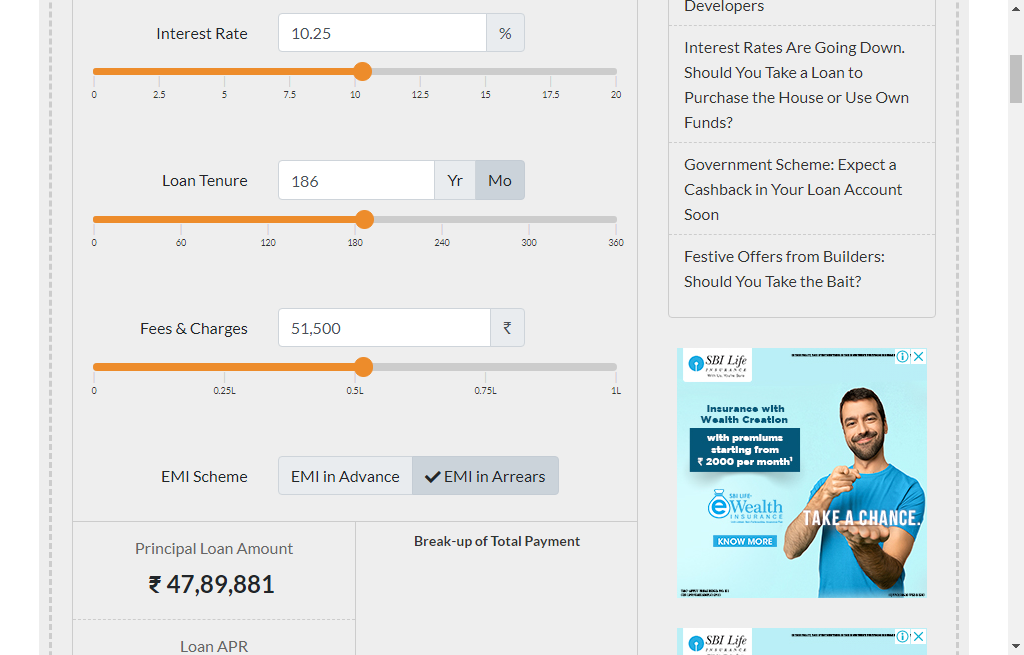 Interest Rate
10.25
%
0 2.5 5 7.5 10 12.5 15 17.5 20
Loan Tenure
186
Yr
Mo
0 60 120 180 240 300 360
Fees & Charges
51,500
₹
0 0.25L 0.5L 0.75L 1L
EMI Scheme
EMI in Advance
EMI in Arrears
Principal Loan Amount
₹ 47,89,881
Loan APR
Break-up of Total Payment
Developers
Interest Rates Are Going Down.
Should You Take a Loan to
Purchase the House or Use Own
Funds?
Government Scheme: Expect a
Cashback in Your Loan Account
Soon
Festive Offers from Builders:
Should You Take the Bait?
SBI Life
INSURANCE
Insurance with
Wealth Creation
with premiums
starting from
₹ 2000 per month¹
SBI LIFE-
eWealth
INSURANCE
TAKE A CHANCE.
KNOW MORE
SBI Life
INSURANCE